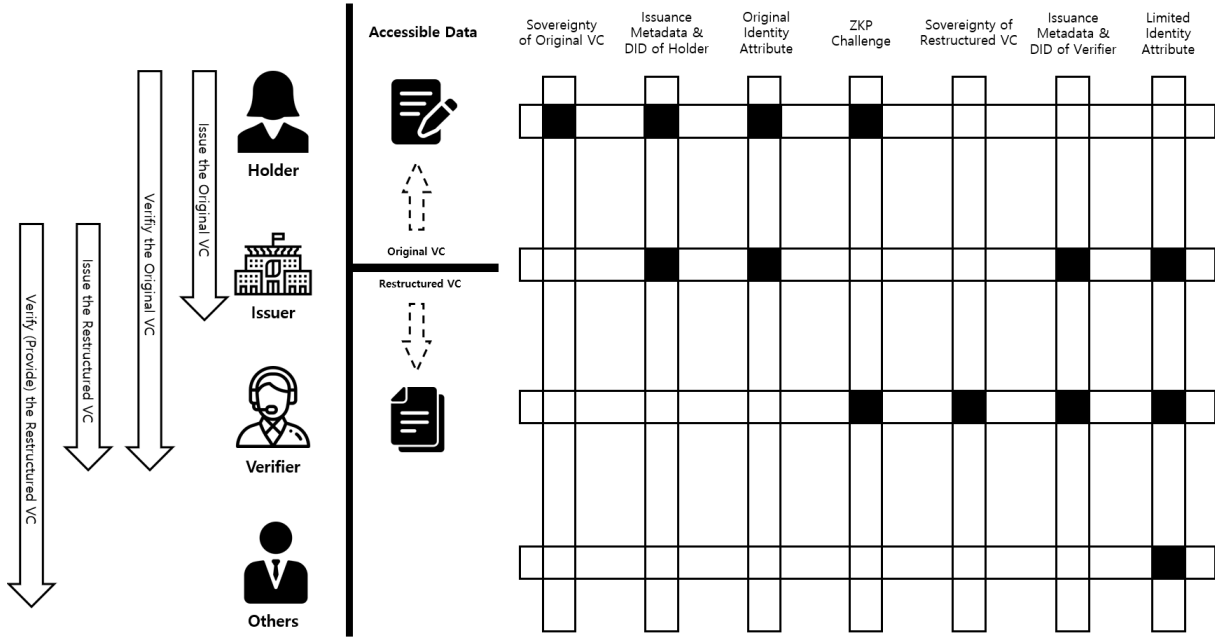 Accessible Data
Sovereignty
of Original VC
Issuance
Metadata &
DID of Holder
Original
Identity
Attribute
ZKP
Challenge
Sovereignty of
Restructured VC
Issuance
Metadata &
DID of Verifier
Limited
Identity
Attribute
Verify (Provide) the Restructured VC
Issue the Restructured VC
Verifiy the Original VC
Issue the Original VC
Holder
Issuer
Verifier
Others
Original VC
Restructured VC